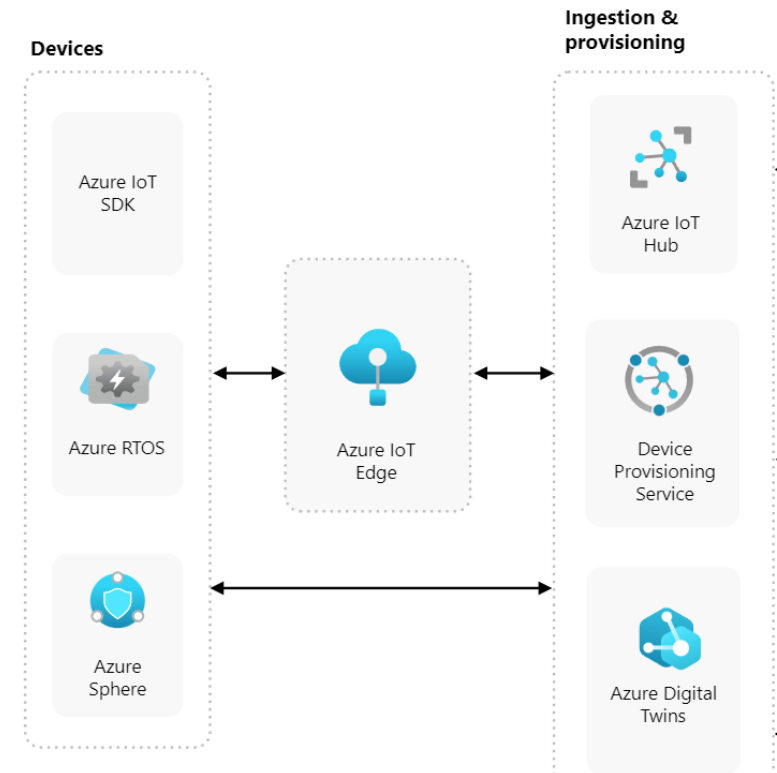 Devices
Azure IoT
SDK
Azure RTOS
Azure
Sphere
Azure IoT
Edge
Ingestion &
provisioning
Azure IoT
Hub
Device
Provisioning
Service
Azure Digital
Twins